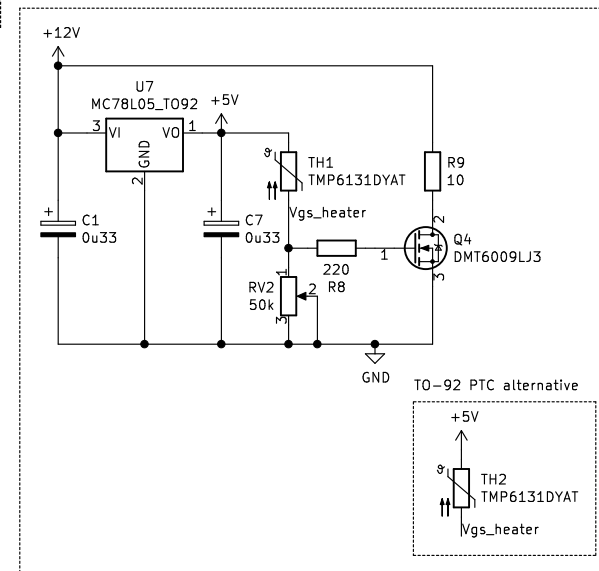 +12V
U7
MC78L05_TO92
+5V
3 VI
VO 1
GND
2
ϑ
TH1
TMP6131DYAT
R9
10
+
C1
0u33
+
C7
0u33
Vgs_heater
2
Q4
DMT6009LJ3
1
3
220
R8
RV2
50k
1
2
3
GND
TO-92 PTC alternative
+5V
ϑ
TH2
TMP6131DYAT
Vgs_heater